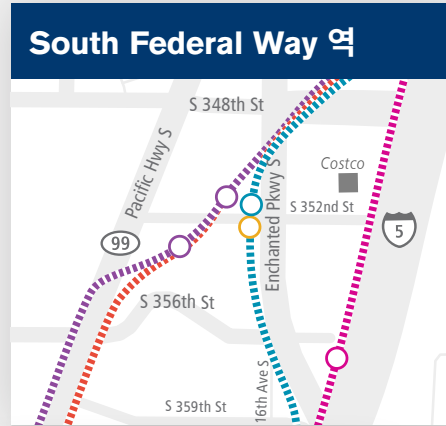 South Federal Way 역
S 348th St
Pacific Hwy S
Costco
Enchanted Pkwy S
S 352nd St
99
5
S 356th St
16th Ave S
S 359th St